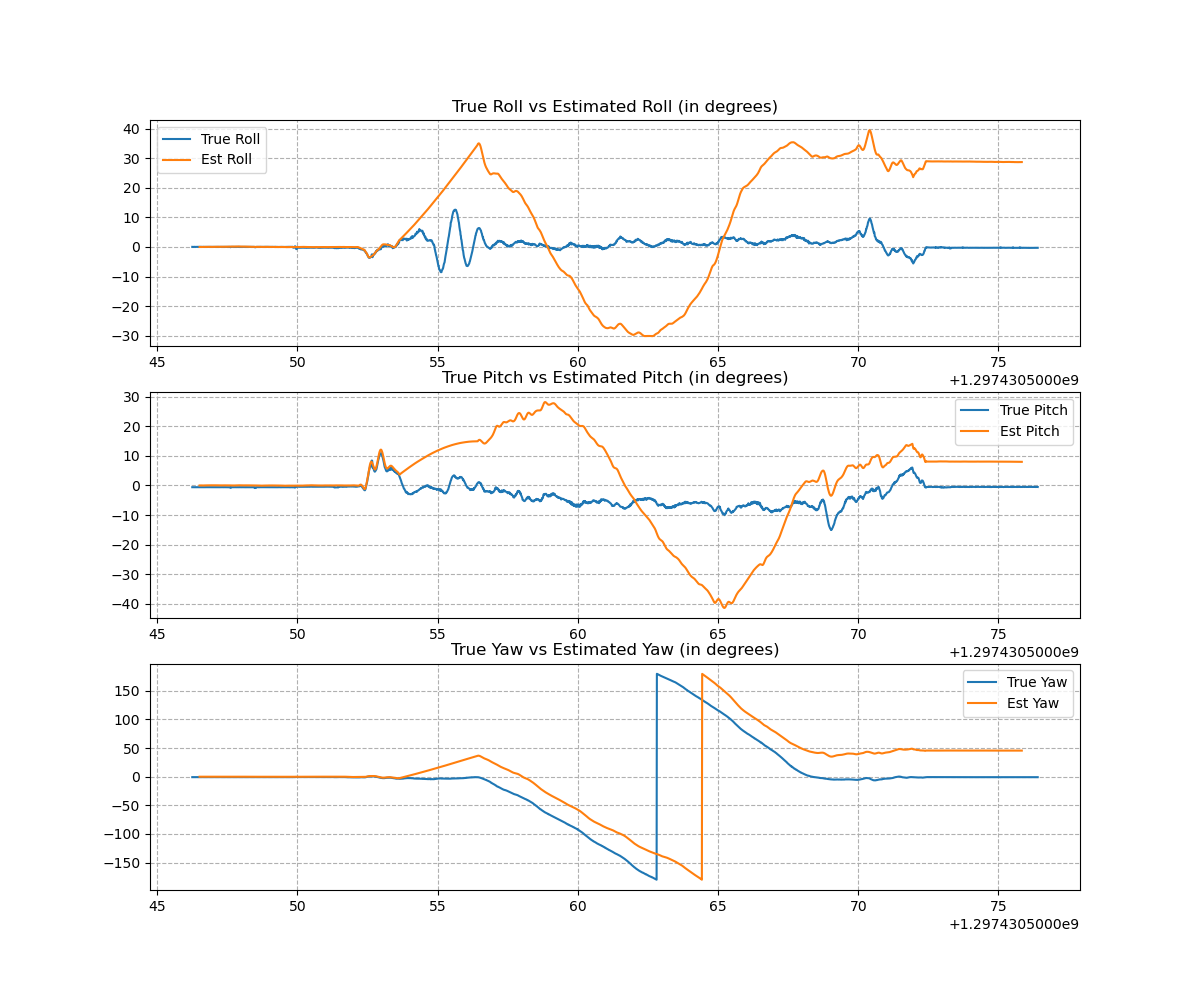 True Roll vs Estimated Roll (in degrees)
40
30
20
10
0
−10
−20
−30
True Roll
Est Roll
45 50 55 60 65 70 75
+1.2974305000e9
True Pitch vs Estimated Pitch (in degrees)
30
20
10
0
−10
−20
−30
−40
True Pitch
Est Pitch
45 50 55 60 65 70 75
+1.2974305000e9
True Yaw vs Estimated Yaw (in degrees)
150
100
50
0
−50
−100
−150
True Yaw
Est Yaw
45 50 55 60 65 70 75
+1.2974305000e9